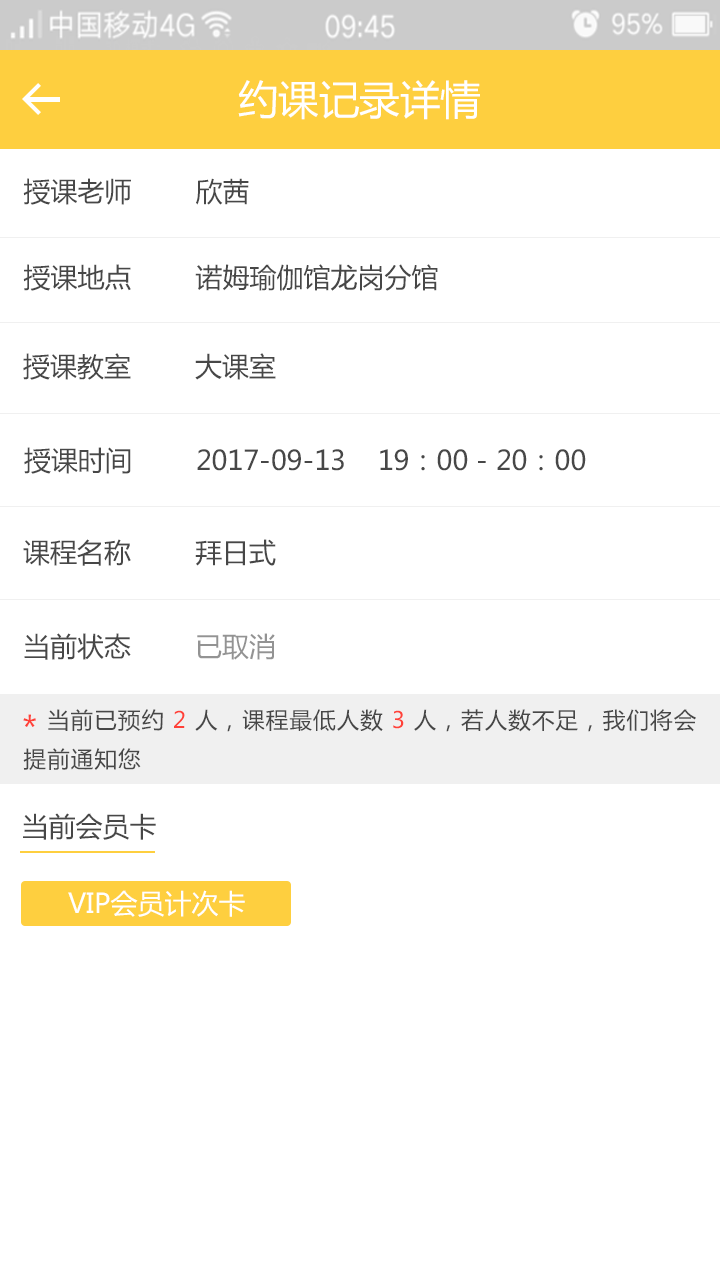 中国移动4G 09:45 95%
约课记录详情
授课老师 欣茜
授课地点 诺姆瑜伽馆龙岗分馆
授课教室 大课室
授课时间 2017-09-13 19：00 - 20：00
课程名称 拜日式
当前状态 已取消
* 当前已预约 2 人，课程最低人数 3 人，若人数不足，我们将会
提前通知您
当前会员卡
VIP会员计次卡